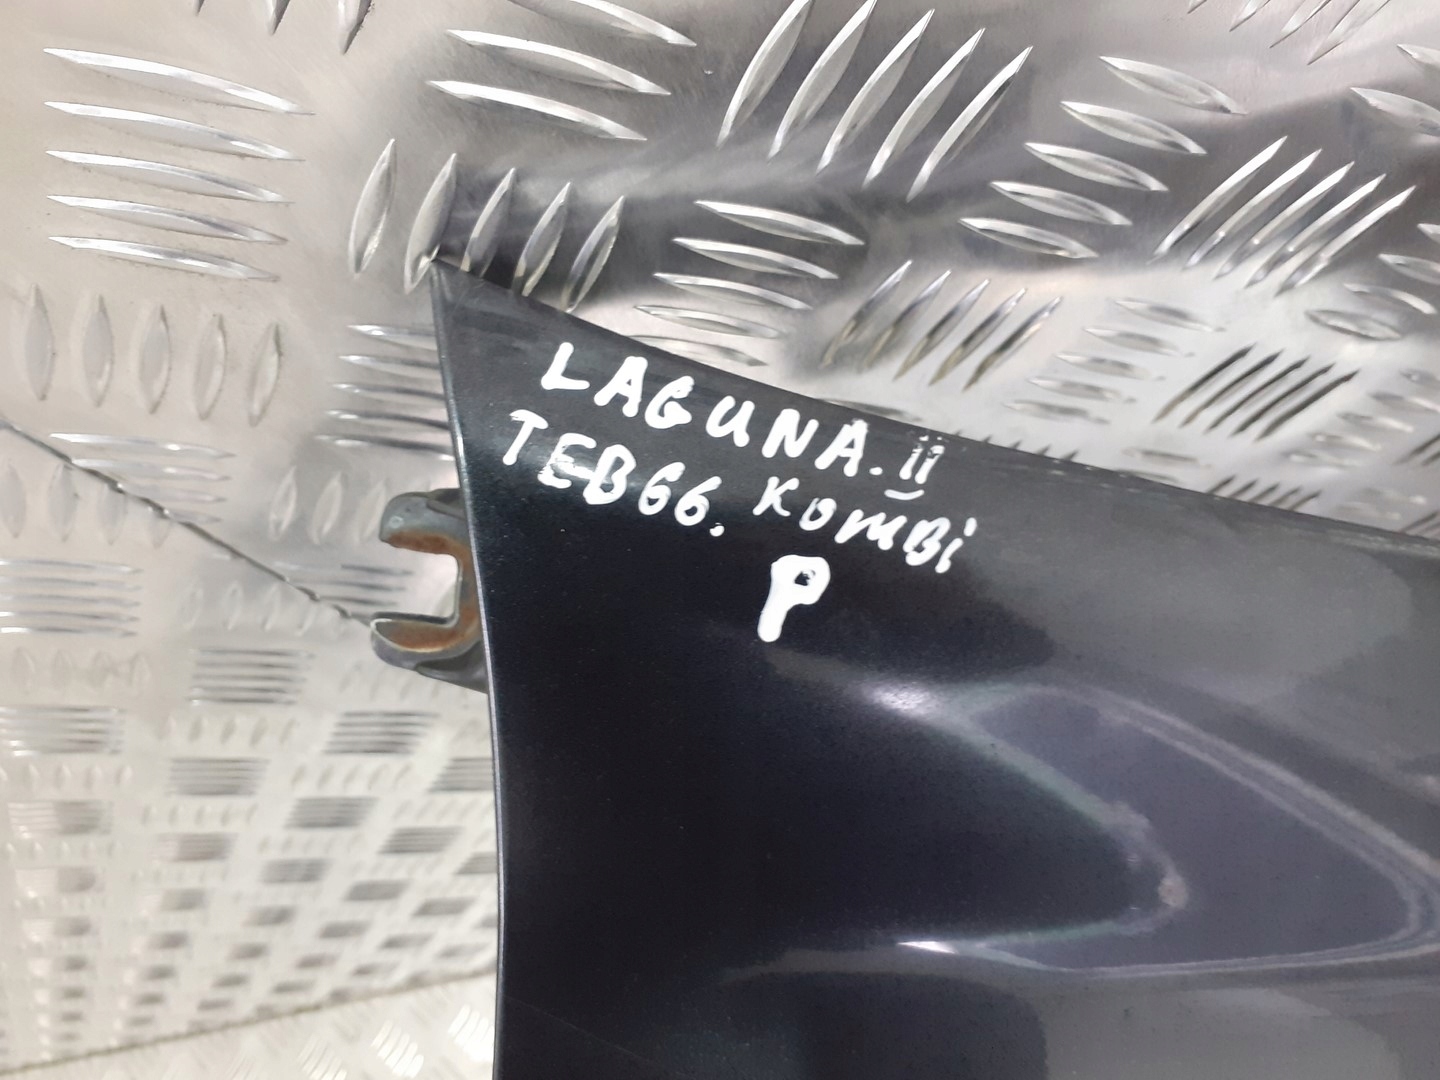 LAGUNA. II
TEB66. KOMBi
P